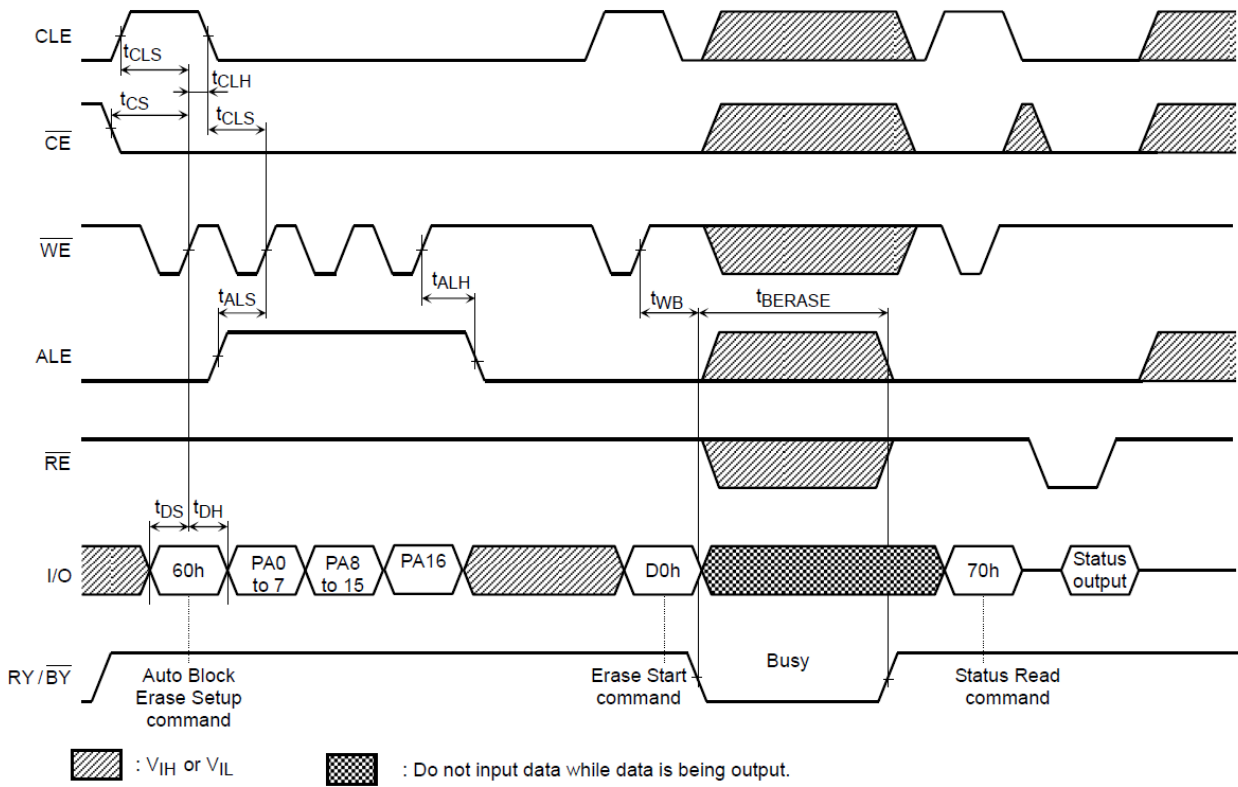 CLE
tCLS
tCLH
tCS
tCLS
CE
WE
tALS
tALH
tWB
tBERASE
ALE
RE
tDS
tDH
I/O
60h
PA0
to 7
PA8
to 15
PA16
D0h
70h
Status
output
RY / BY
Auto Block
Erase Setup
command
Erase Start
command
Busy
Status Read
command
: VIH or VIL
: Do not input data while data is being output.